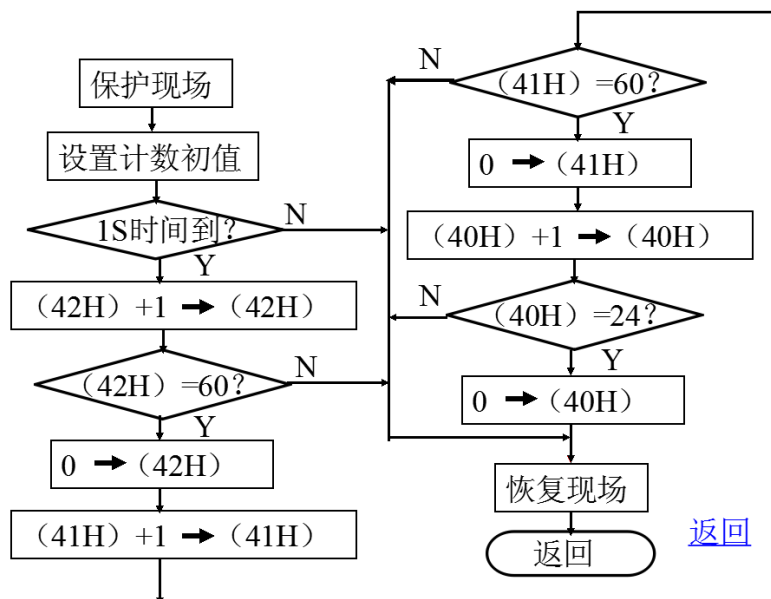 保护现场
设置计数初值
1S时间到?
N
Y
（42H）+1 ➞（42H）
（42H）=60?
N
Y
0 ➞（42H）
（41H）+1 ➞（41H）
N
（41H）=60?
Y
0 ➞（41H）
（40H）+1 ➞（40H）
N
（40H）=24?
Y
0 ➞（40H）
恢复现场
返回
返回